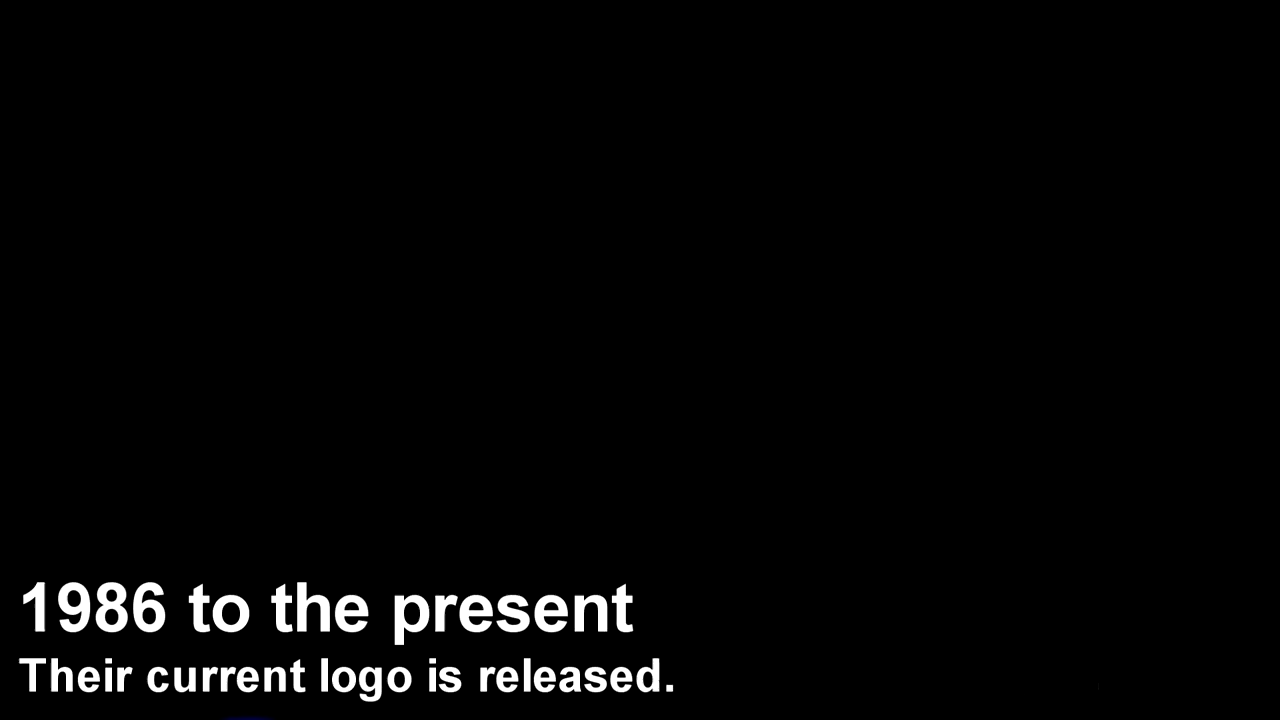 1986 to the present
Their current logo is released.